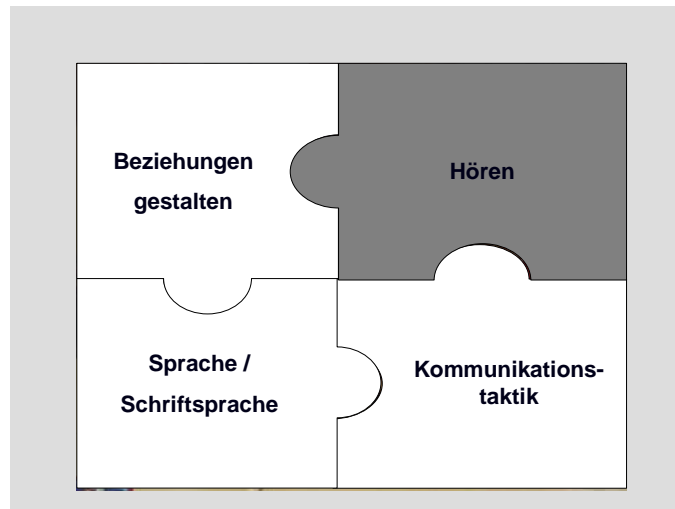 Beziehungen
gestalten
Hören
Sprache /
Schriftsprache
Kommunikations-
taktik